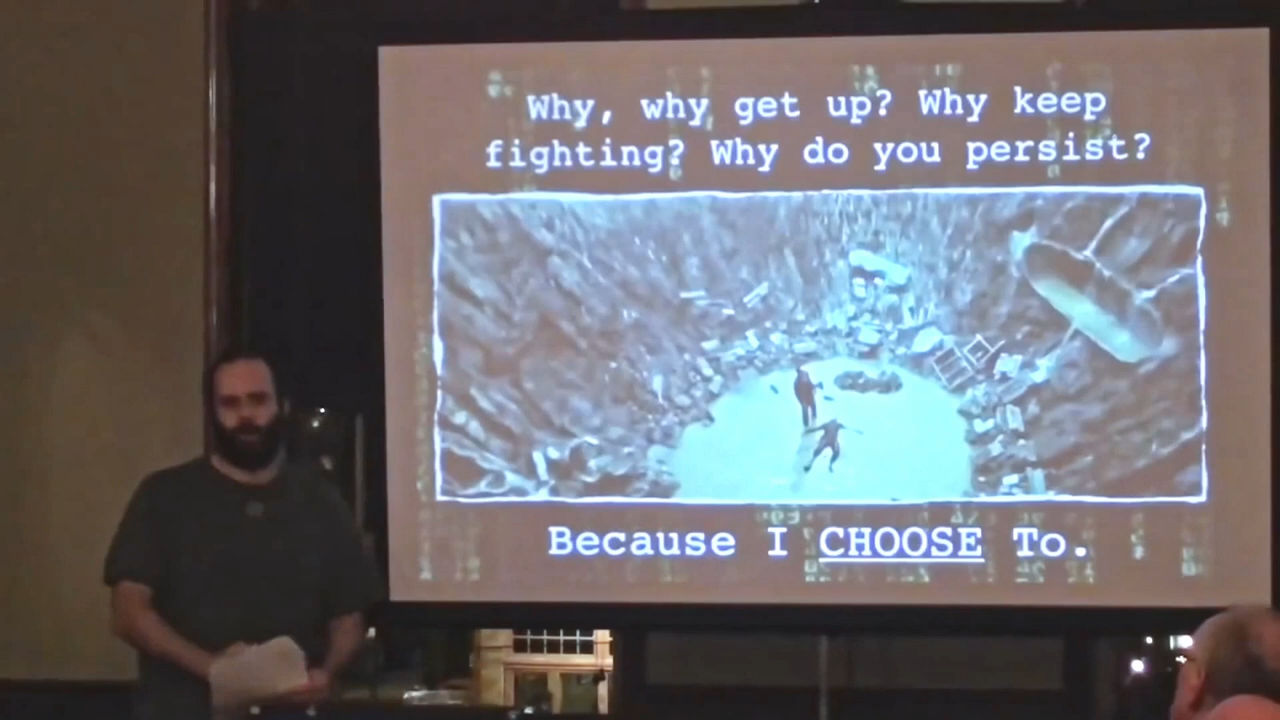 Why, why get up? Why keep
fighting? Why do you persist?
Because I CHOOSE To.